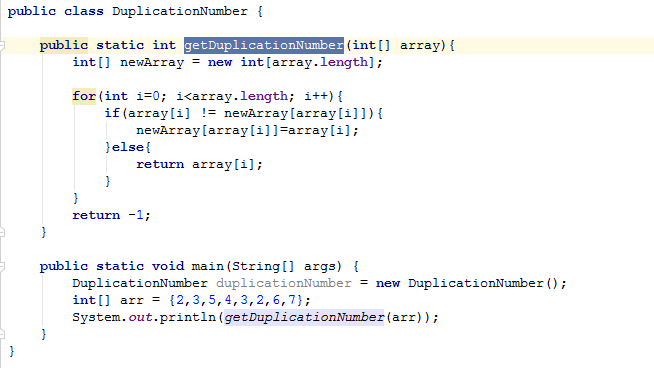 public class DuplicationNumber {
public static int getDuplicationNumber(int[] array){
int[] newArray = new int[array.length];
for(int i=0; i<array.length; i++){
if(array[i] != newArray[array[i]]){
newArray[array[i]]=array[i];
}else{
return array[i];
}
}
return -1;
}
public static void main(String[] args) {
DuplicationNumber duplicationNumber = new DuplicationNumber();
int[] arr = {2,3,5,4,3,2,6,7};
System.out.println(getDuplicationNumber(arr));
}
}